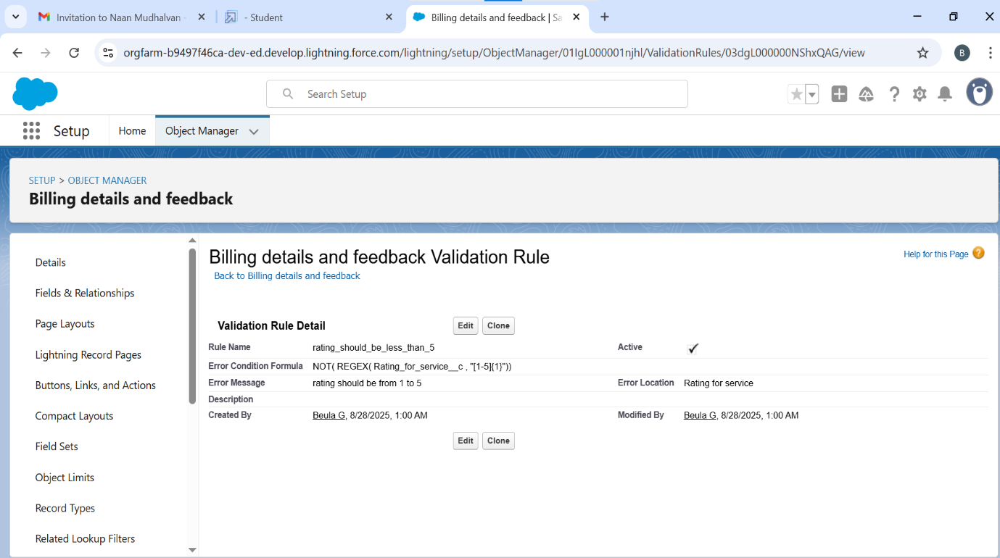 Invitation to Naan Mudhalvan -
- Student
Billing details and feedback | Sa
orgfarm-b9497f46ca-dev-ed.develop.lightning.force.com/lightning/setup/ObjectManager/01IgL000001njhl/ValidationRules/03dgL000000NShxQAG/view
B
Search Setup
Setup
Home
Object Manager
SETUP > OBJECT MANAGER
Billing details and feedback
Details
Fields & Relationships
Page Layouts
Lightning Record Pages
Buttons, Links, and Actions
Compact Layouts
Field Sets
Object Limits
Record Types
Related Lookup Filters
Billing details and feedback Validation Rule
Help for this Page ?
Back to Billing details and feedback
Validation Rule Detail Edit Clone
Rule Name rating_should_be_less_than_5 Active ✓
Error Condition Formula NOT( REGEX( Rating_for_service__c , "[1-5]{1}"))
Error Message rating should be from 1 to 5 Error Location Rating for service
Description
Created By Beula G, 8/28/2025, 1:00 AM Modified By Beula G, 8/28/2025, 1:00 AM
Edit Clone